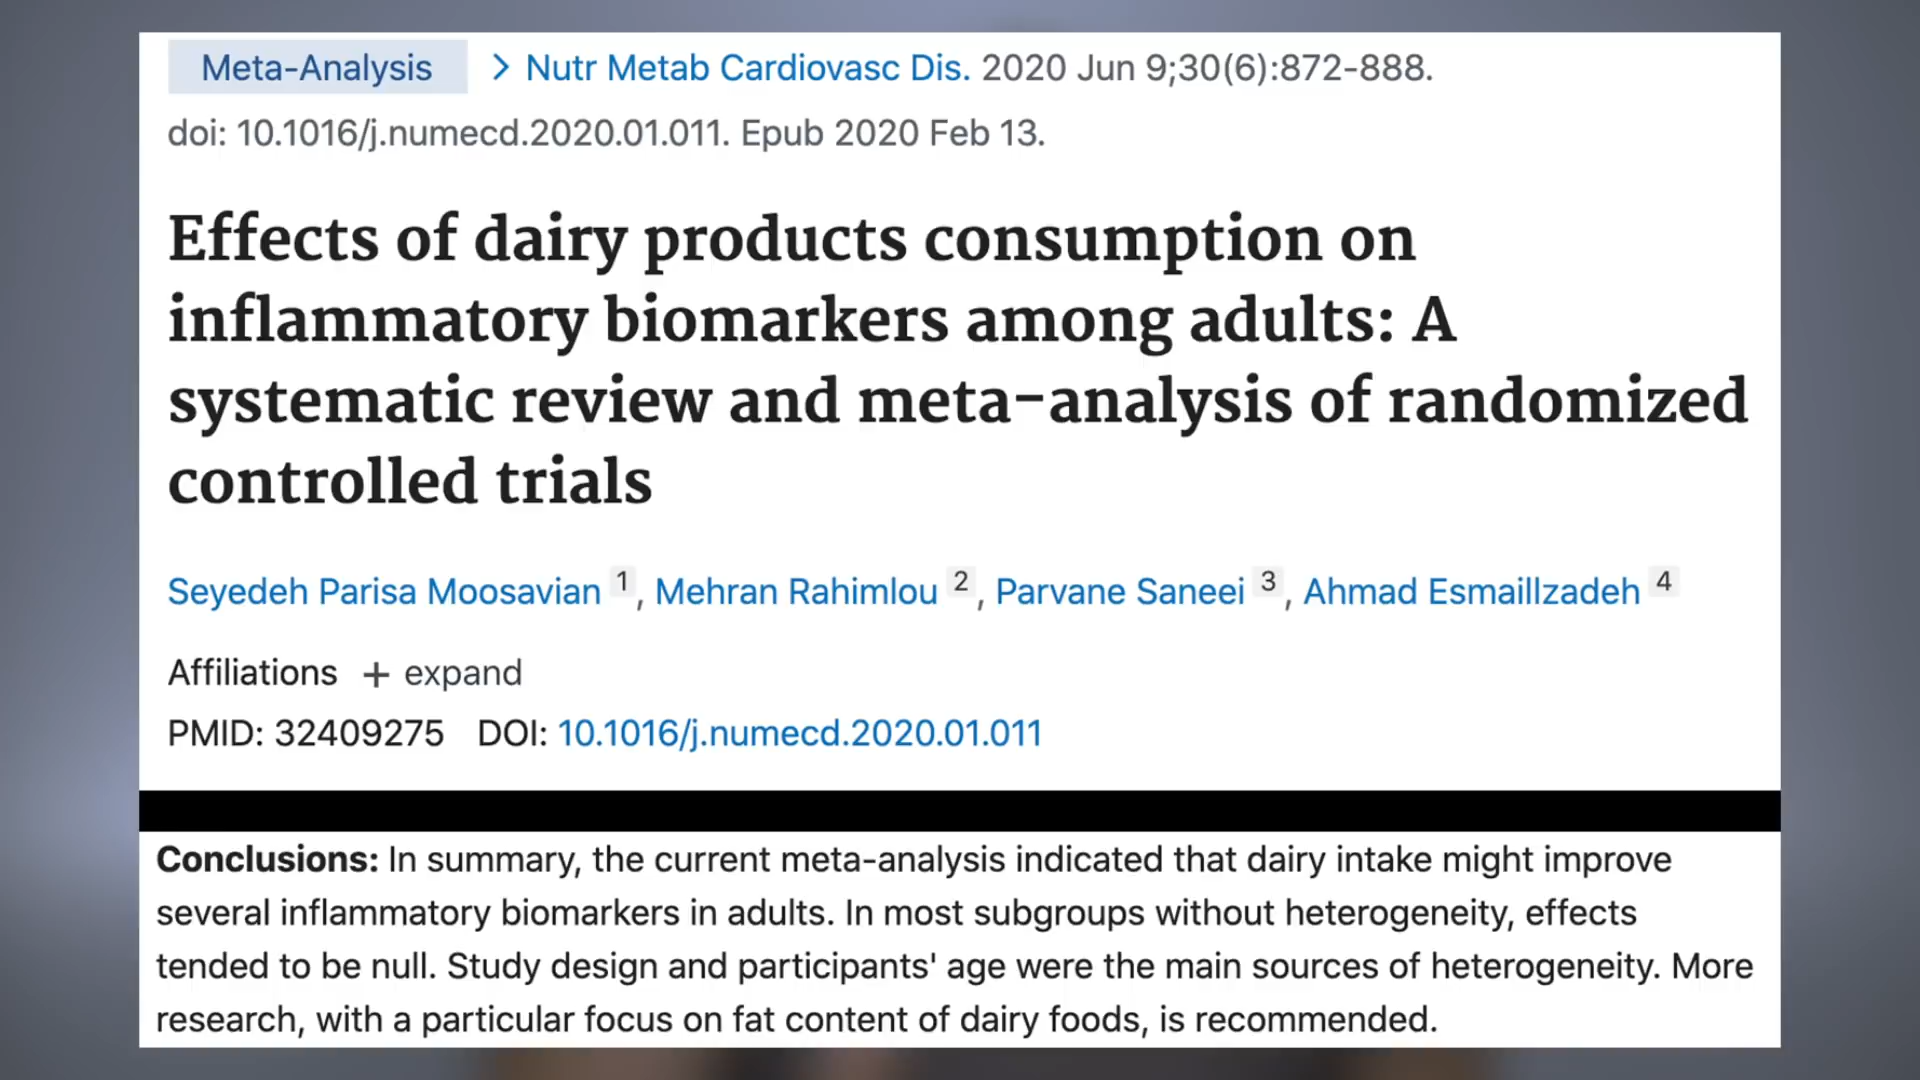 Meta-Analysis > Nutr Metab Cardiovasc Dis. 2020 Jun 9;30(6):872-888.
doi: 10.1016/j.numecd.2020.01.011. Epub 2020 Feb 13.
Effects of dairy products consumption on
inflammatory biomarkers among adults: A
systematic review and meta-analysis of randomized
controlled trials
Seyedeh Parisa Moosavian 1, Mehran Rahimlou 2, Parvane Saneei 3, Ahmad Esmaillzadeh 4
Affiliations + expand
PMID: 32409275 DOI: 10.1016/j.numecd.2020.01.011
Conclusions: In summary, the current meta-analysis indicated that dairy intake might improve
several inflammatory biomarkers in adults. In most subgroups without heterogeneity, effects
tended to be null. Study design and participants' age were the main sources of heterogeneity. More
research, with a particular focus on fat content of dairy foods, is recommended.